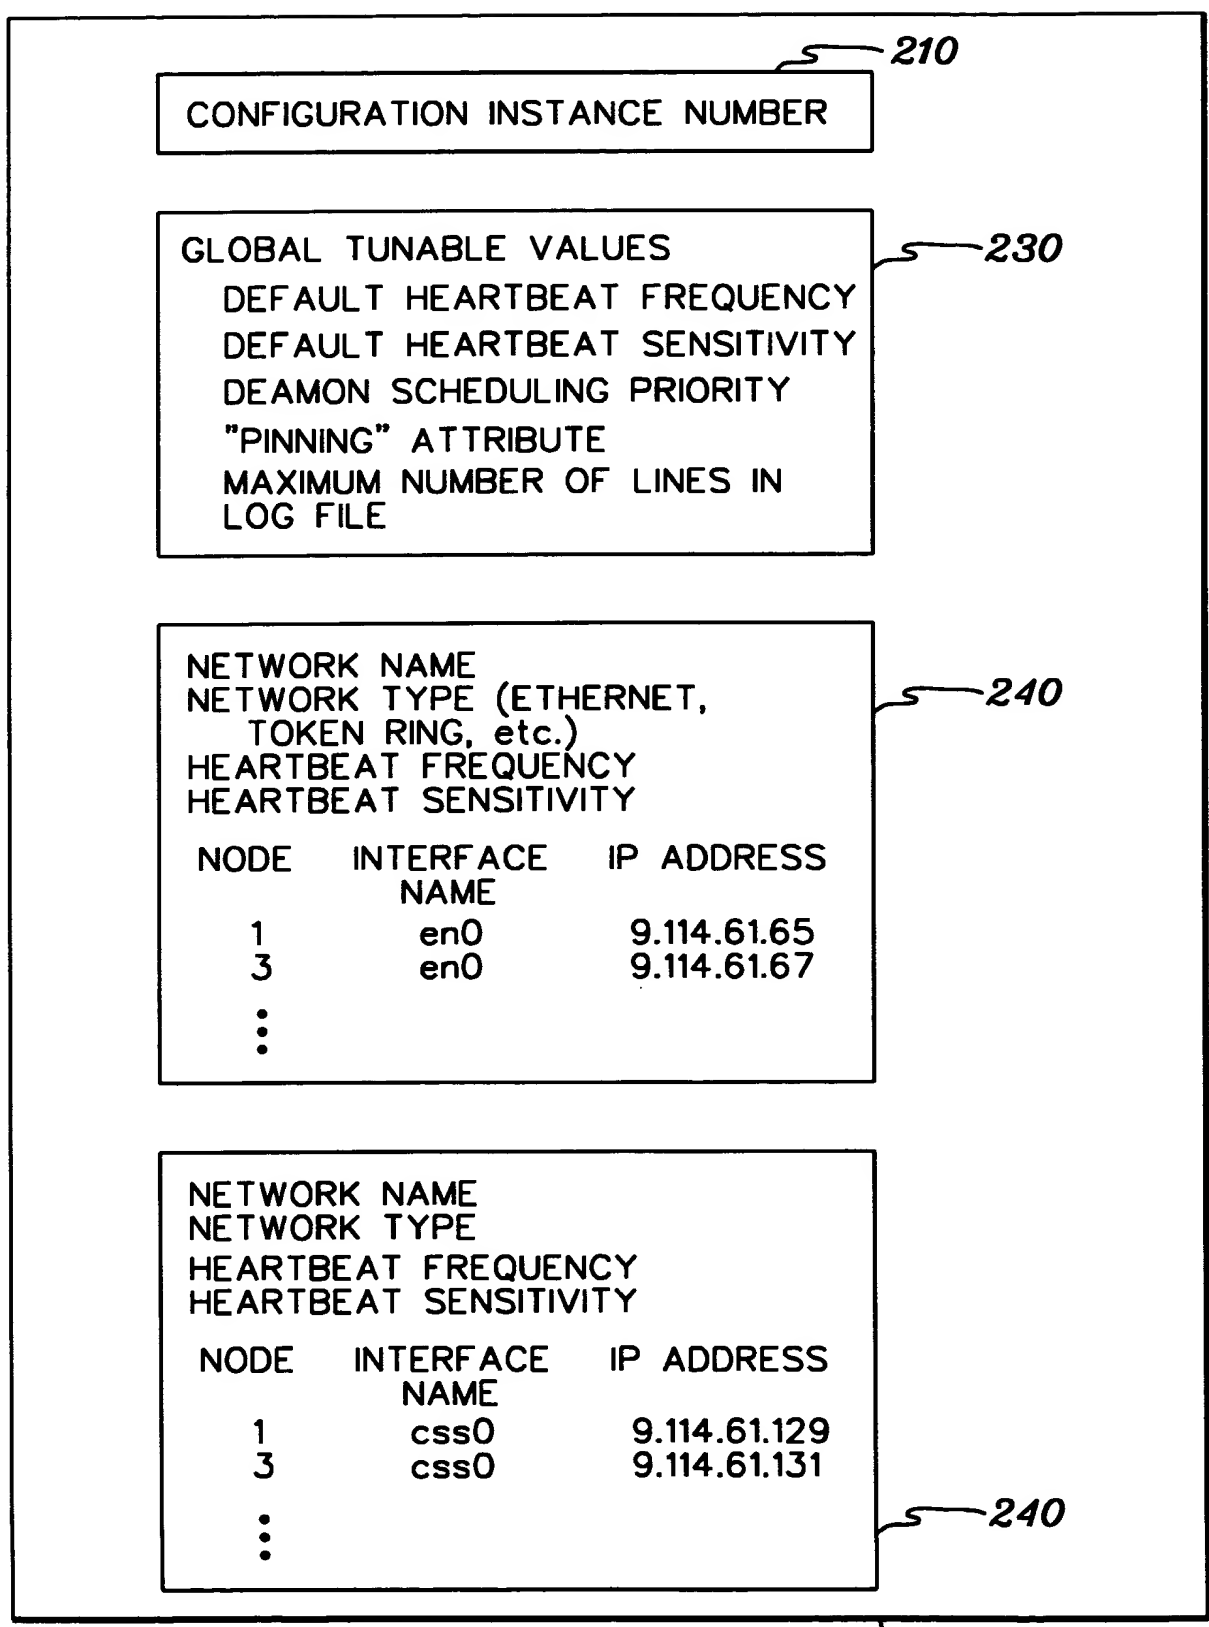 210
CONFIGURATION INSTANCE NUMBER
GLOBAL TUNABLE VALUES
230
DEFAULT HEARTBEAT FREQUENCY
DEFAULT HEARTBEAT SENSITIVITY
DEAMON SCHEDULING PRIORITY
"PINNING" ATTRIBUTE
MAXIMUM NUMBER OF LINES IN
LOG FILE
NETWORK NAME
NETWORK TYPE (ETHERNET,
240
TOKEN RING, etc.)
HEARTBEAT FREQUENCY
HEARTBEAT SENSITIVITY
NODE INTERFACE IP ADDRESS
NAME
1 en0 9.114.61.65
3 en0 9.114.61.67
NETWORK NAME
NETWORK TYPE
HEARTBEAT FREQUENCY
HEARTBEAT SENSITIVITY
NODE INTERFACE IP ADDRESS
NAME
1 css0 9.114.61.129
3 css0 9.114.61.131
240